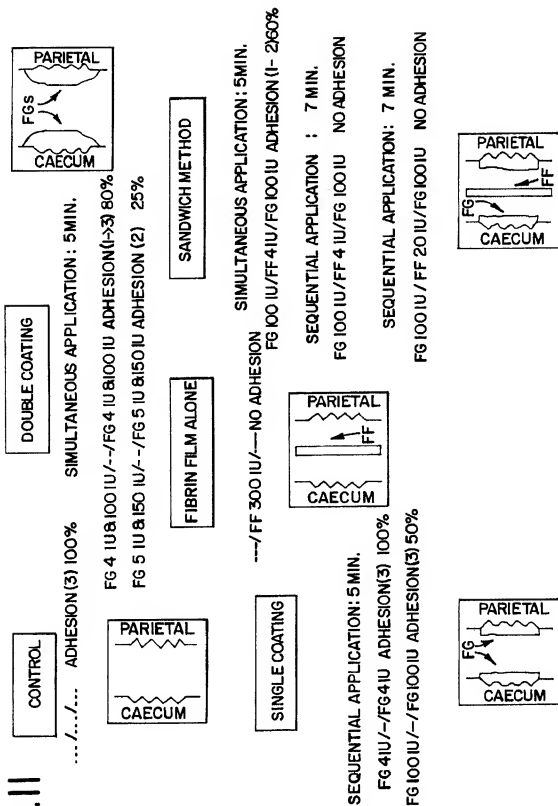 .II
CONTROL
---/.../... ADHESION(3) 100%
PARIETAL
CAECUM
DOUBLE COATING
SIMULTANEOUS APPLICATION: 5MIN.
FG 4 IU & 100 IU/--/FG 4 IU & 100 IU ADHESION(1->3) 80%
FG 5 IU & 150 IU/--/FG 5 IU & 150 IU ADHESION (2) 25%
PARIETAL
FGs
CAECUM
SINGLE COATING
SEQUENTIAL APPLICATION: 5 MIN.
FG 4IU/-/FG 4IU ADHESION(3) 100%
FG 100 IU/-/FG 100 IU ADHESION(3) 50%
PARIETAL
FG
CAECUM
FIBRIN FILM ALONE
---/FF 300 IU/--- NO ADHESION
PARIETAL
FF
CAECUM
SANDWICH METHOD
SIMULTANEOUS APPLICATION: 5MIN.
FG 100 IU/FF 4 IU/FG 100 IU ADHESION (1-2)60%
SEQUENTIAL APPLICATION : 7 MIN.
FG 100 IU/FF 4 IU/FG 100 IU NO ADHESION
SEQUENTIAL APPLICATION: 7 MIN.
FG 100 IU/FF 20 IU/FG 100 IU NO ADHESION
PARIETAL
FG
FF
CAECUM